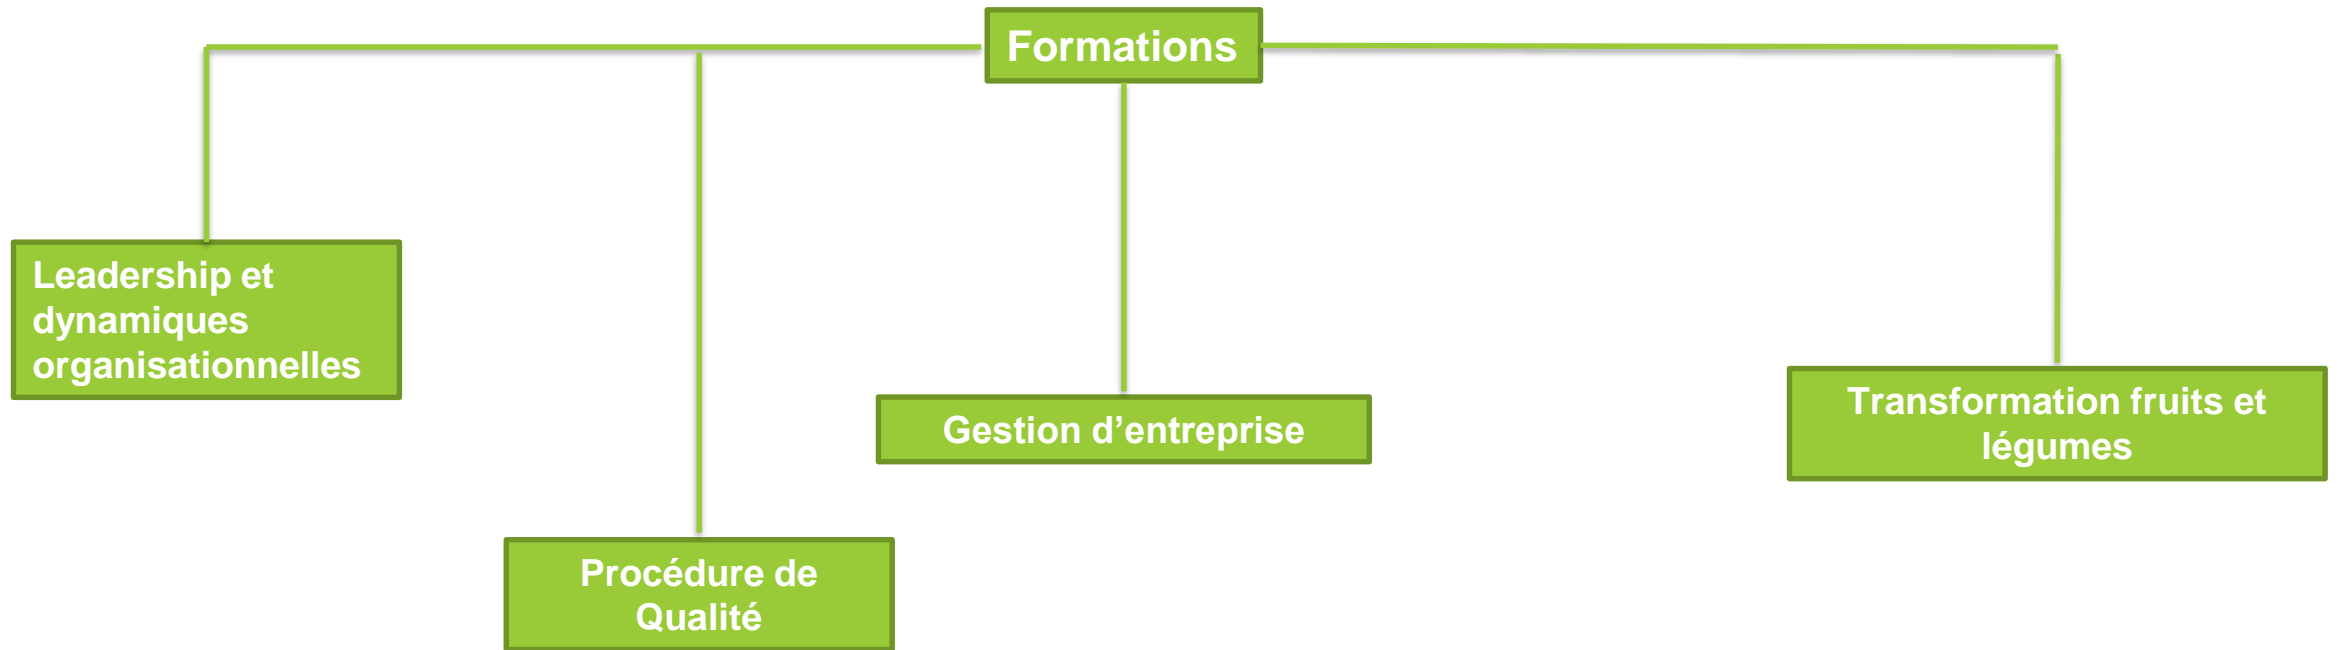 Formations
Leadership et
dynamiques
organisationnelles
Transformation fruits et
légumes
Gestion d’entreprise
Procédure de
Qualité